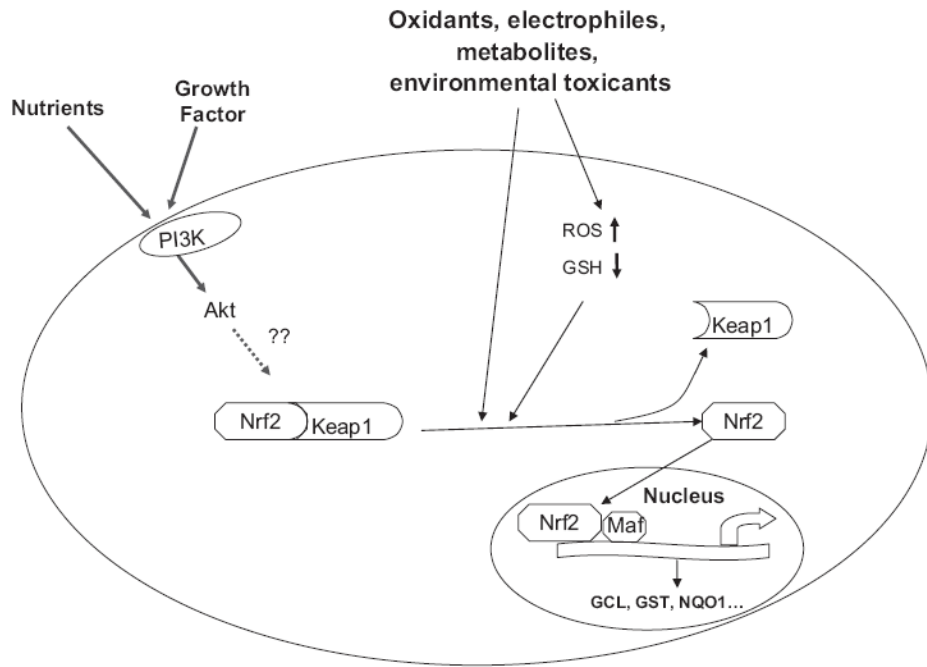 Oxidants, electrophiles,
metabolites,
environmental toxicants
Growth
Factor
Nutrients
PI3K
ROS
GSH
Akt
??
Keap1
Nrf2
Keap1
Nrf2
Nucleus
Nrf2
Maf
GCL, GST, NQO1...